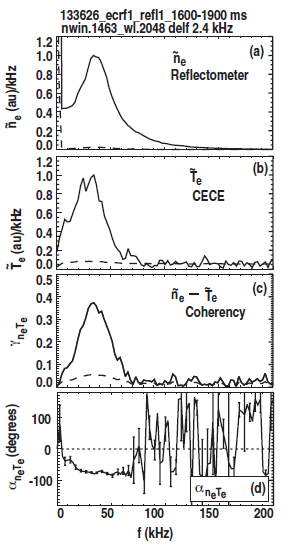 133626_ecrf1_refl1_1600-1900 ms
nwin.1463_wl.2048 delf 2.4 kHz
ñe (au)/kHz
1.2
1.0
0.8
0.6
0.4
0.2
0.0
(a)
ñe
Reflectometer
T̃e (au)/kHz
1.2
1.0
0.8
0.6
0.4
0.2
0.0
(b)
T̃e
CECE
γneTe
0.5
0.4
0.3
0.2
0.1
0.0
(c)
ñe – T̃e
Coherency
αneTe (degrees)
100
0
-100
αneTe
(d)
0 50 100 150 200
f (kHz)